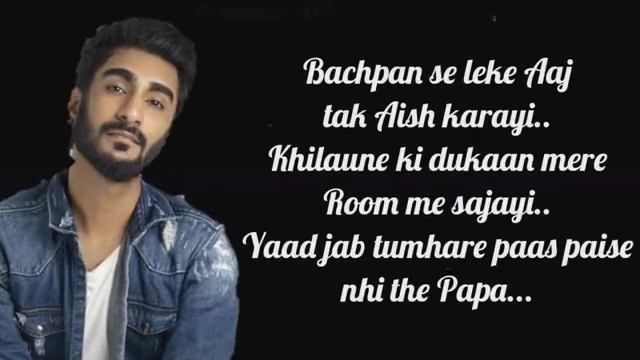 Bachpan se leke Aaj
tak Aish karayi..
Khilaune ki dukaan mere
Room me sajayi..
Yaad jab tumhare paas paise
nhi the Papa...